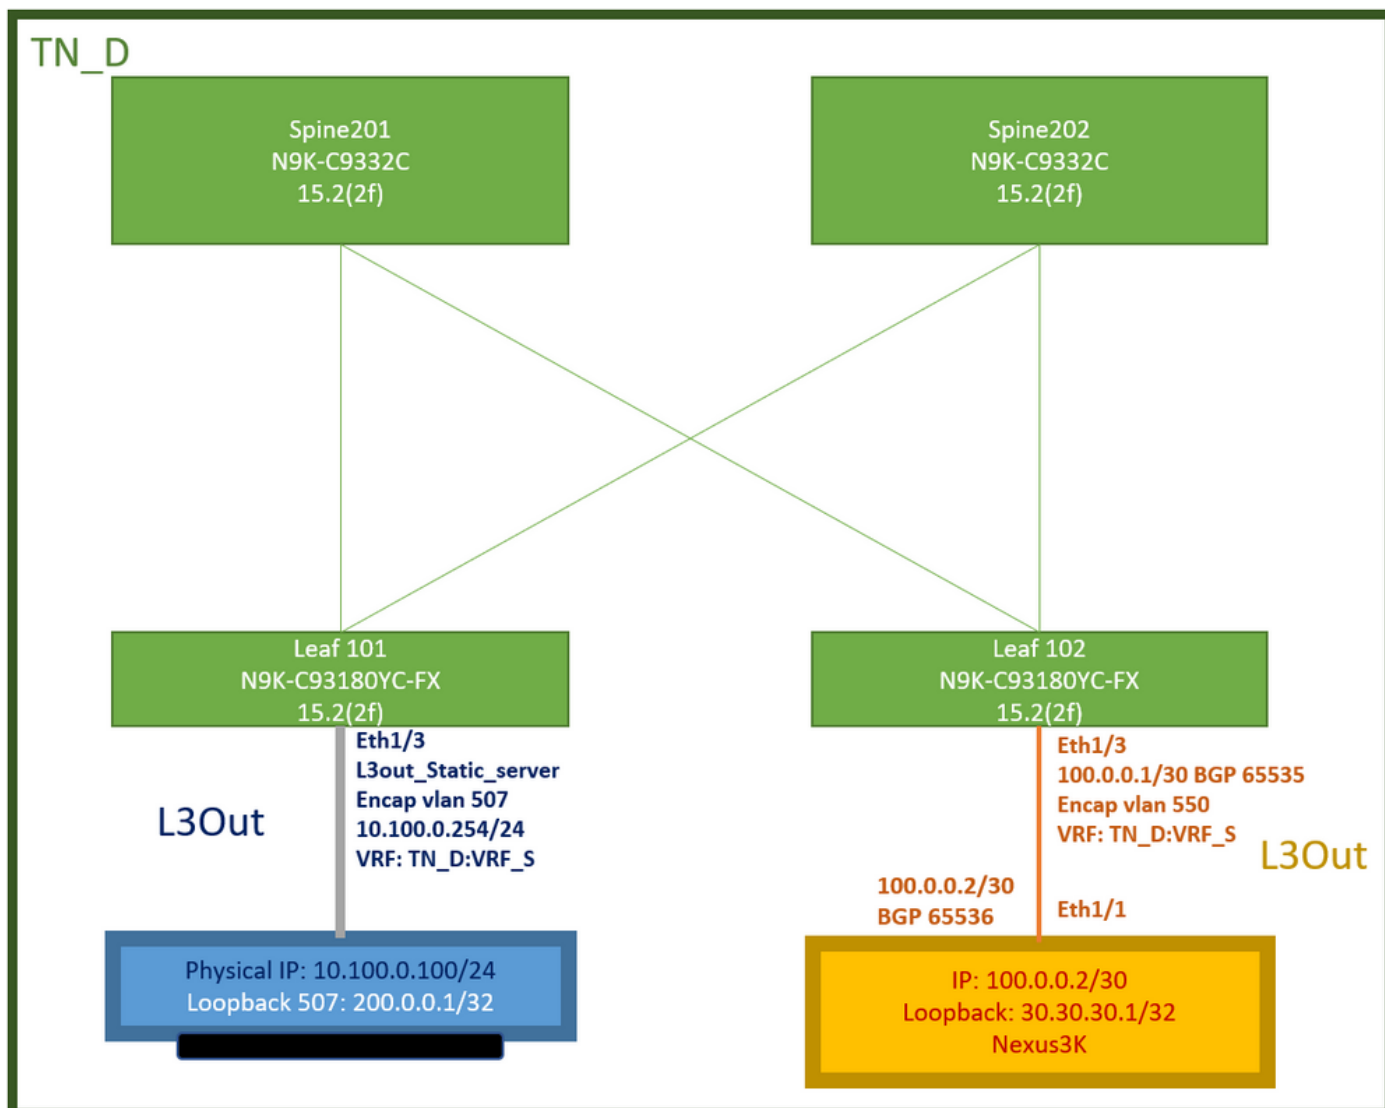 TN_D
Spine201
N9K-C9332C
15.2(2f)
Spine202
N9K-C9332C
15.2(2f)
Leaf 101
N9K-C93180YC-FX
15.2(2f)
Leaf 102
N9K-C93180YC-FX
15.2(2f)
L3Out
Eth1/3
L3out_Static_server
Encap vlan 507
10.100.0.254/24
VRF: TN_D:VRF_S
Eth1/3
100.0.0.1/30 BGP 65535
Encap vlan 550
VRF: TN_D:VRF_S
L3Out
100.0.0.2/30
BGP 65536
Eth1/1
Physical IP: 10.100.0.100/24
Loopback 507: 200.0.0.1/32
IP: 100.0.0.2/30
Loopback: 30.30.30.1/32
Nexus3K